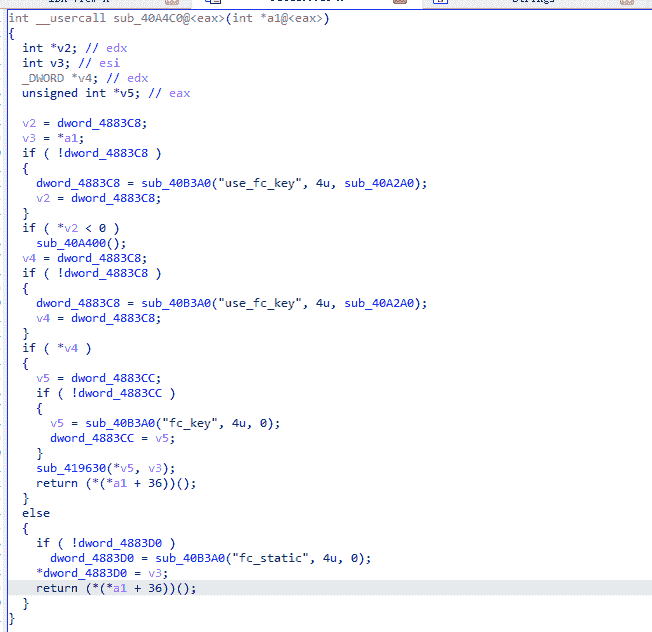 int __usercall sub_40A4C0@<eax>(int *a1@<eax>)
{
int *v2; // edx
int v3; // esi
_DWORD *v4; // edx
unsigned int *v5; // eax
v2 = dword_4883C8;
v3 = *a1;
if ( !dword_4883C8 )
{
dword_4883C8 = sub_40B3A0("use_fc_key", 4u, sub_40A2A0);
v2 = dword_4883C8;
}
if ( *v2 < 0 )
sub_40A400();
v4 = dword_4883C8;
if ( !dword_4883C8 )
{
dword_4883C8 = sub_40B3A0("use_fc_key", 4u, sub_40A2A0);
v4 = dword_4883C8;
}
if ( *v4 )
{
v5 = dword_4883CC;
if ( !dword_4883CC )
{
v5 = sub_40B3A0("fc_key", 4u, 0);
dword_4883CC = v5;
}
sub_419630(*v5, v3);
return (*(*a1 + 36))();
}
else
{
if ( !dword_4883D0 )
dword_4883D0 = sub_40B3A0("fc_static", 4u, 0);
*dword_4883D0 = v3;
return (*(*a1 + 36))();
}
}